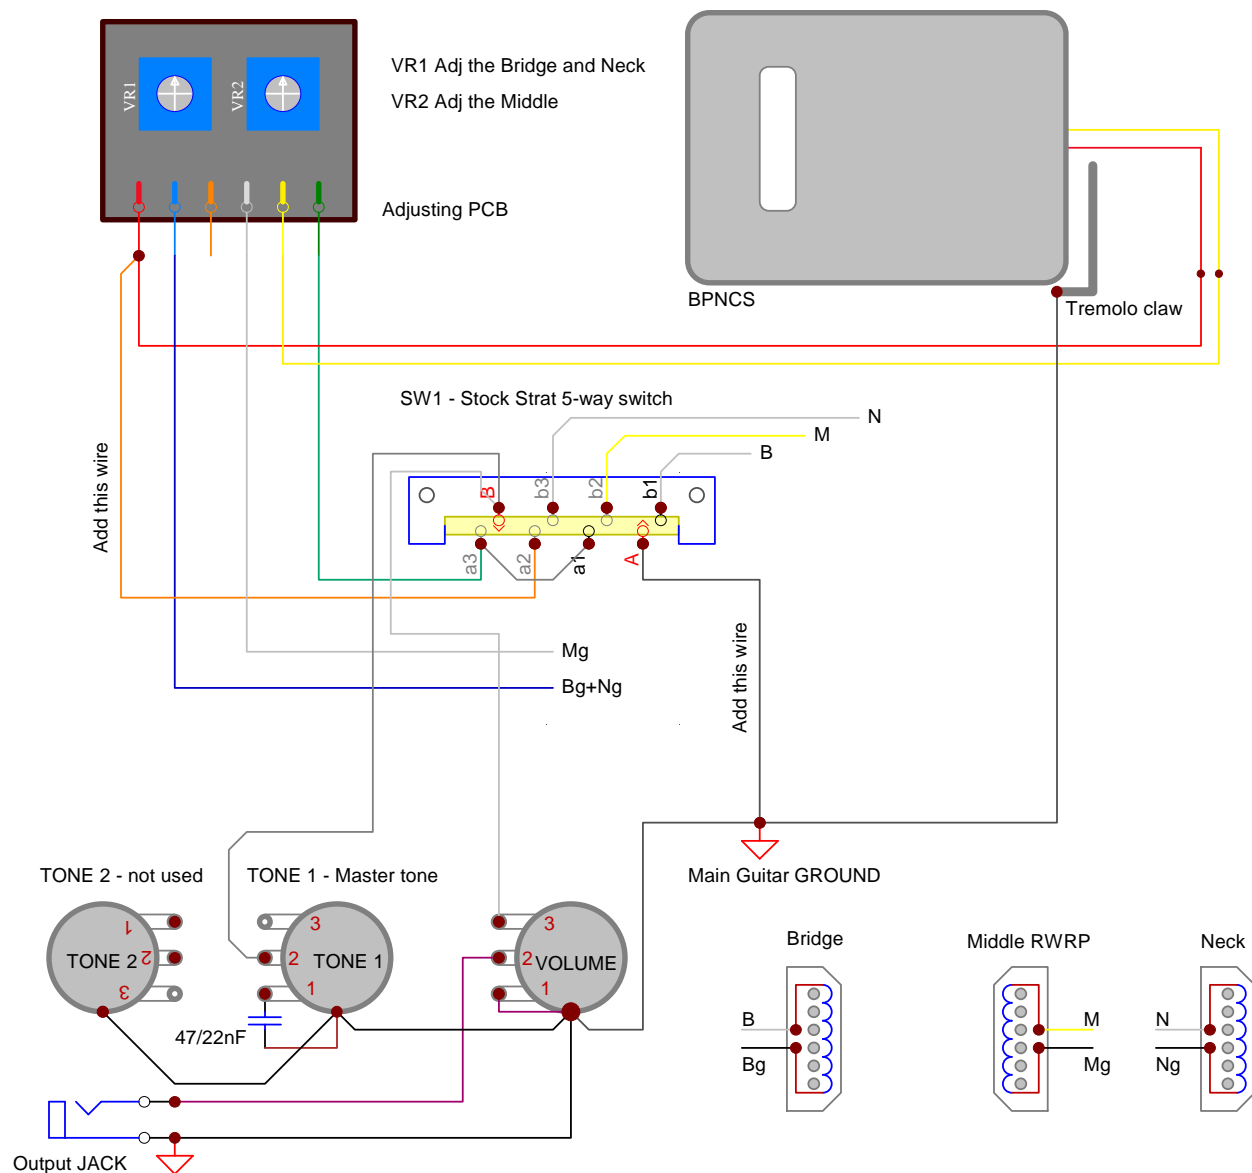 VR1 Adj the Bridge and Neck
VR1
VR2
VR2 Adj the Middle
Adjusting PCB
BPNCS
Tremolo claw
SW1 - Stock Strat 5-way switch
N
M
B
Add this wire
B
b3
b2
b1
a3
a2
a1
A
Mg
Bg+Ng
Add this wire
Main Guitar GROUND
TONE 2 - not used
TONE 1 - Master tone
1
2
3
TONE 2
3
2
1
TONE 1
3
2
1
VOLUME
47/22nF
Output JACK
Bridge
B
Bg
Middle RWRP
M
Mg
Neck
N
Ng